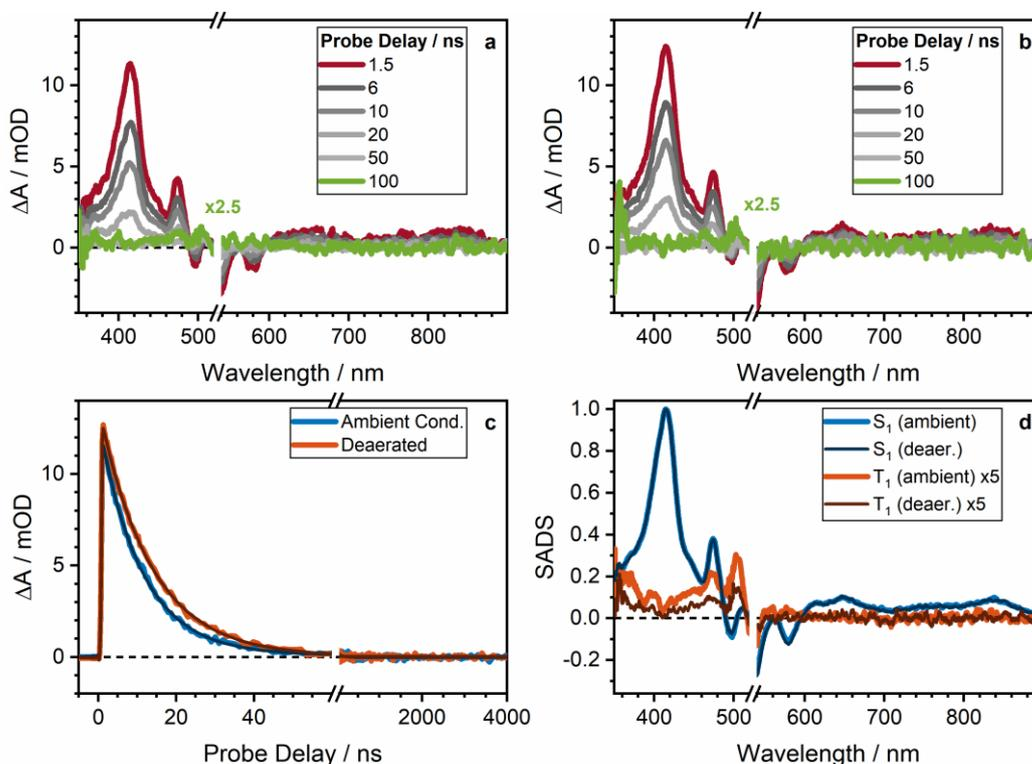 a
Probe Delay / ns
1.5
6
10
20
50
100
x2.5
10
5
0
ΔA / mOD
400
500
600
700
800
Wavelength / nm
b
Probe Delay / ns
1.5
6
10
20
50
100
x2.5
10
5
0
ΔA / mOD
400
500
600
700
800
Wavelength / nm
c
Ambient Cond.
Deaerated
10
5
0
ΔA / mOD
0
20
40
2000
4000
Probe Delay / ns
d
S₁ (ambient)
S₁ (deaer.)
T₁ (ambient) x5
T₁ (deaer.) x5
1.0
0.8
0.6
0.4
0.2
0.0
-0.2
SADS
400
500
600
700
800
Wavelength / nm